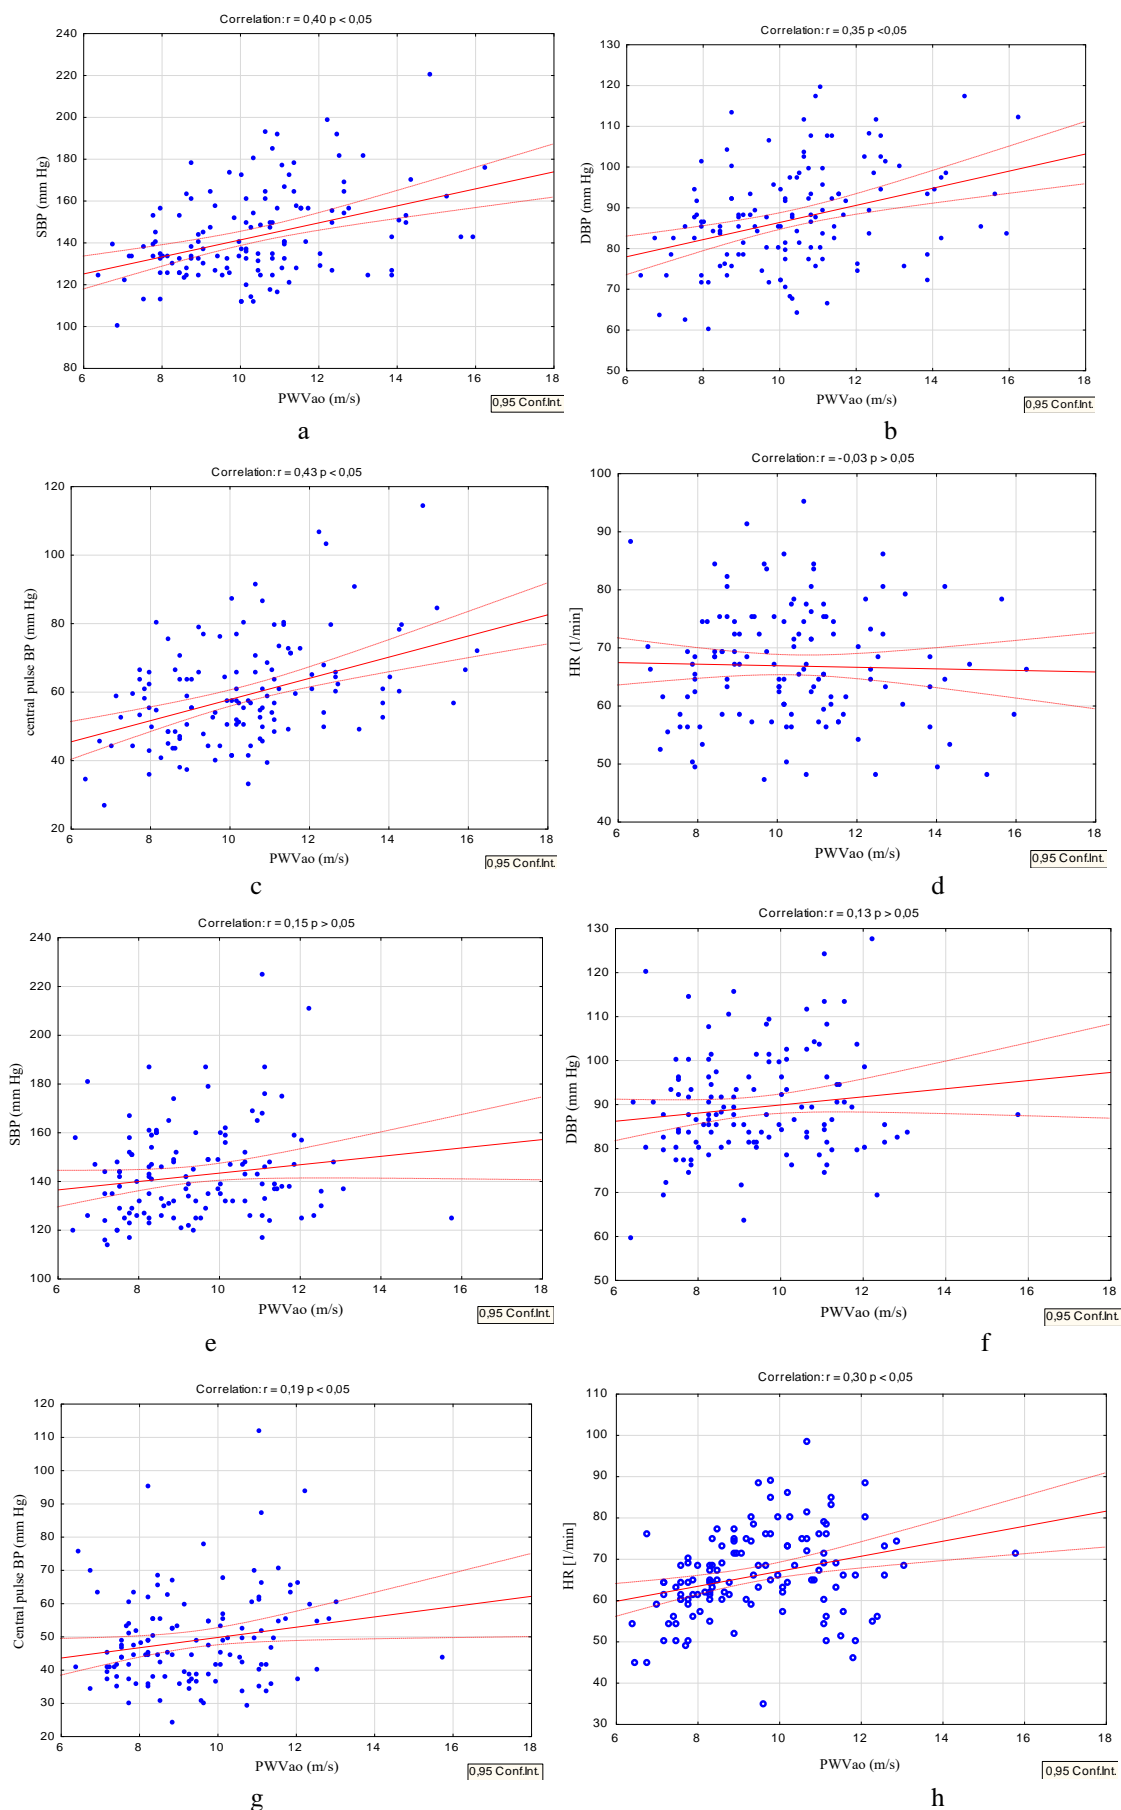 Correlation: r = 0,40 p < 0,05
240
220
200
180
160
140
120
100
80
SBP (mm Hg)
6 8 10 12 14 16 18
PWVao (m/s)
0,95 Conf.Int.
a
Correlation: r = 0,35 p <0,05
130
120
110
100
90
80
70
60
50
DBP (mm Hg)
6 8 10 12 14 16 18
PWVao (m/s)
0,95 Conf.Int.
b
Correlation: r = 0,43 p < 0,05
120
100
80
60
40
20
central pulse BP (mm Hg)
6 8 10 12 14 16 18
PWVao (m/s)
0,95 Conf.Int.
c
Correlation: r = -0,03 p > 0,05
100
90
80
70
60
50
40
HR (1/min]
6 8 10 12 14 16 18
PWVao (m/s)
0,95 Conf.Int.
d
Correlation: r = 0,15 p > 0,05
240
220
200
180
160
140
120
100
SBP (mm Hg)
6 8 10 12 14 16 18
PWVao (m/s)
0,95 Conf.Int.
e
Correlation: r = 0,13 p > 0,05
130
120
110
100
90
80
70
60
50
DBP (mm Hg)
6 8 10 12 14 16 18
PWVao (m/s)
0,95 Conf.Int.
f
Correlation: r = 0,19 p < 0,05
120
110
100
90
80
70
60
50
40
30
20
Central pulse BP (mm Hg)
6 8 10 12 14 16 18
PWVao (m/s)
0,95 Conf.Int.
g
Correlation: r = 0,30 p < 0,05
110
100
90
80
70
60
50
40
30
HR [1/min]
6 8 10 12 14 16 18
PWVao (m/s)
0,95 Conf.Int.
h